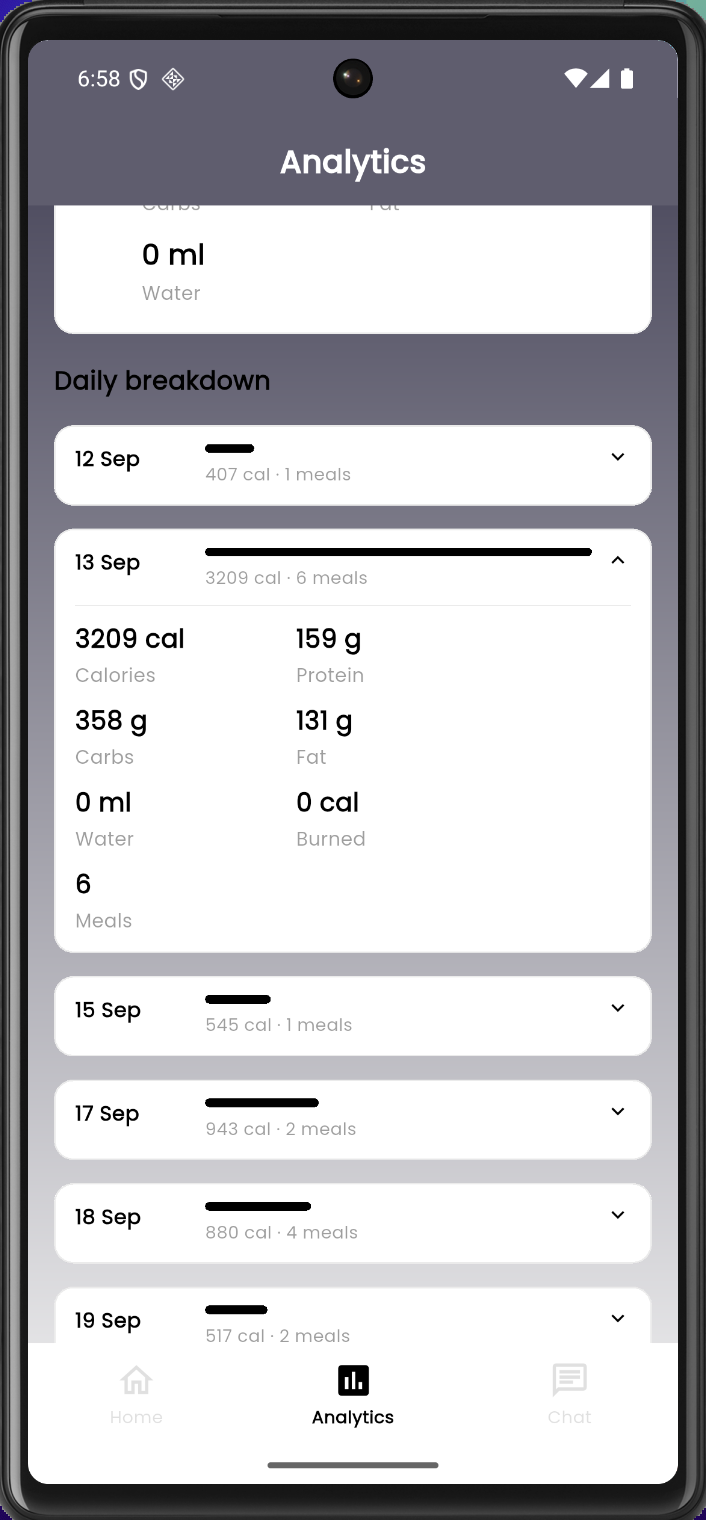 6:58
Analytics
Carbs Fat
0 ml
Water
Daily breakdown
12 Sep
407 cal · 1 meals
13 Sep
3209 cal · 6 meals
3209 cal 159 g
Calories Protein
358 g 131 g
Carbs Fat
0 ml 0 cal
Water Burned
6
Meals
15 Sep
545 cal · 1 meals
17 Sep
943 cal · 2 meals
18 Sep
880 cal · 4 meals
19 Sep
517 cal · 2 meals
Home Analytics Chat